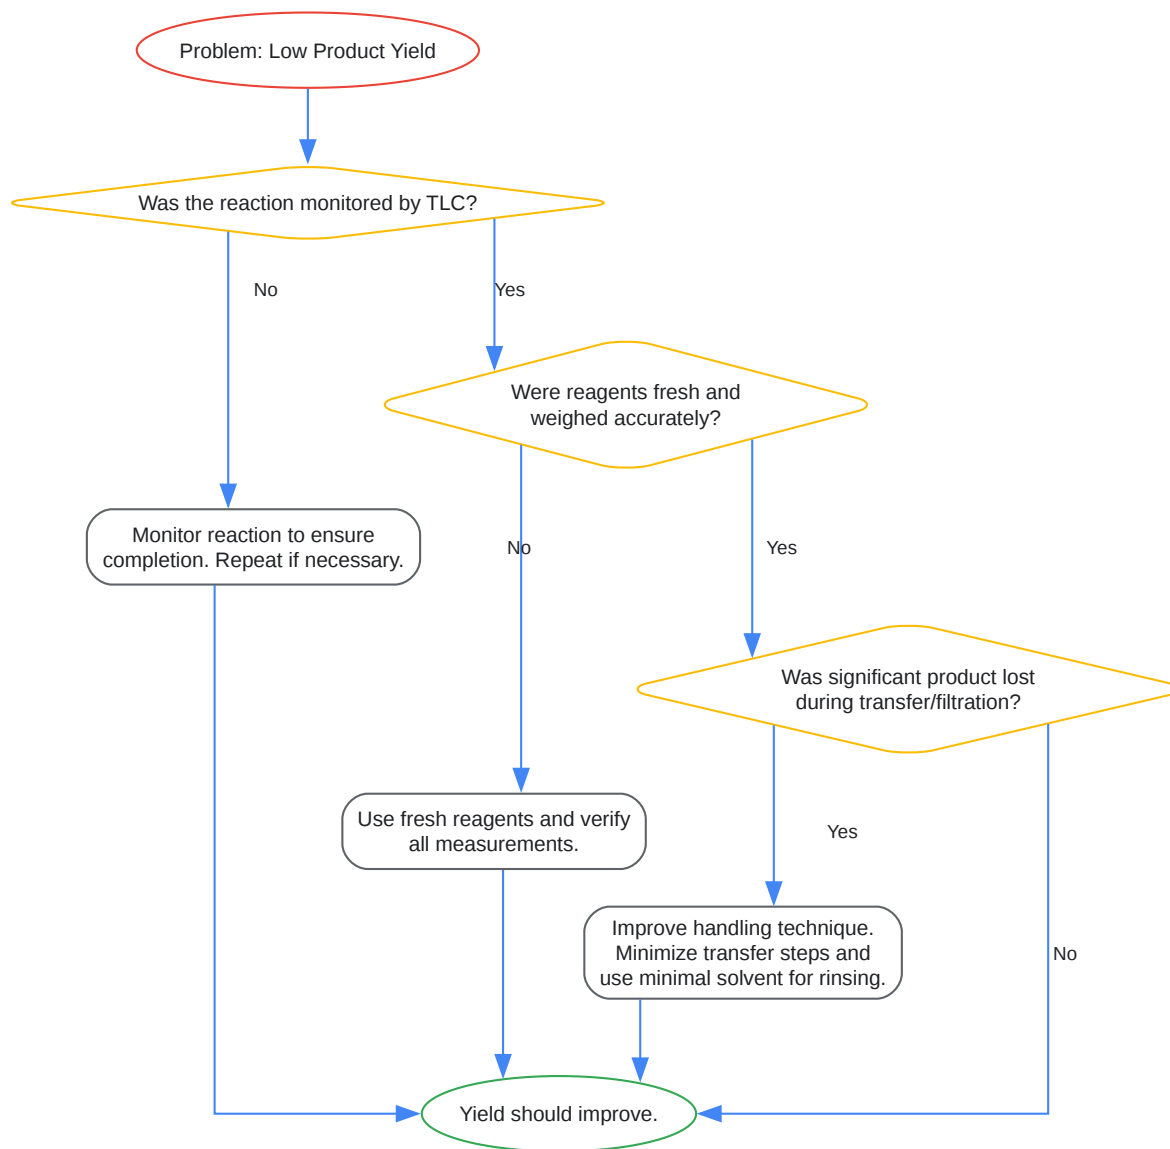 Problem: Low Product Yield
Was the reaction monitored by TLC?
No
Yes
Were reagents fresh and
weighed accurately?
Monitor reaction to ensure
completion. Repeat if necessary.
No
Yes
Was significant product lost
during transfer/filtration?
Use fresh reagents and verify
all measurements.
Yes
Improve handling technique.
Minimize transfer steps and
use minimal solvent for rinsing.
No
Yield should improve.